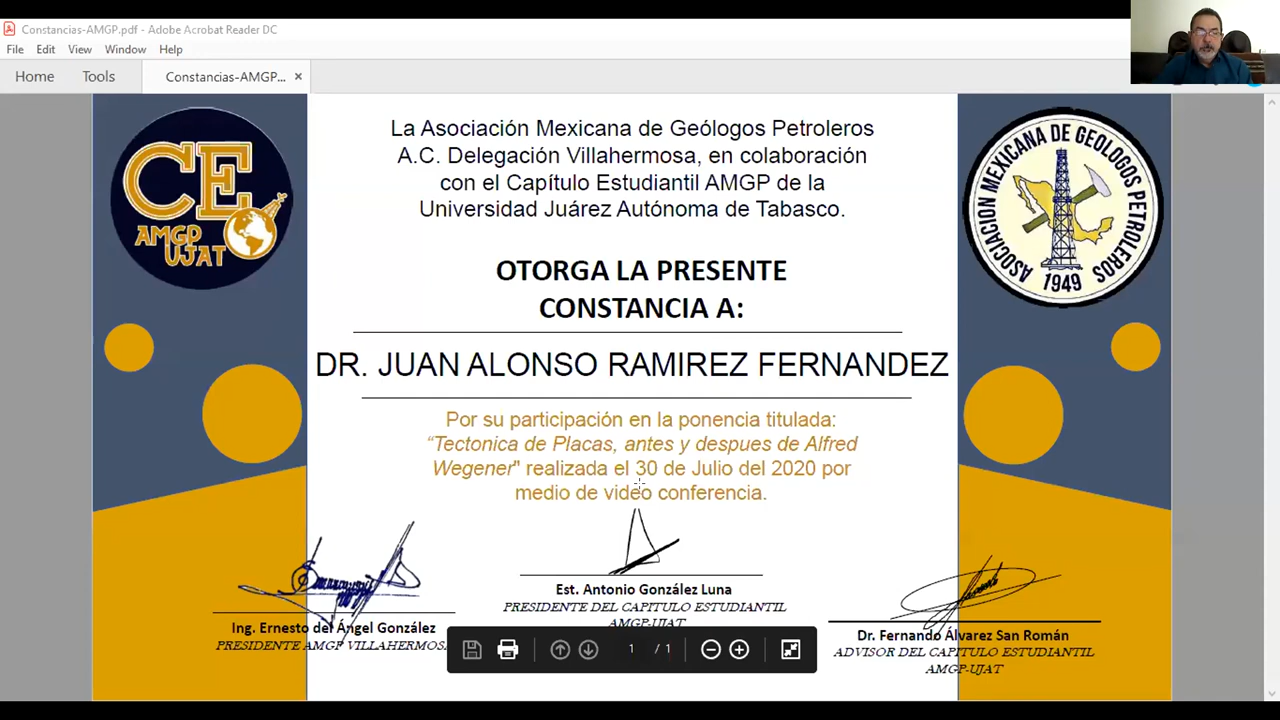 Constancias-AMGP.pdf - Adobe Acrobat Reader DC
File Edit View Window Help
Home Tools Constancias-AMGP... ×
CE
AMGP
UJAT
ASOCIACION MEXICANA DE GEOLOGOS PETROLEROS
1949
La Asociación Mexicana de Geólogos Petroleros
A.C. Delegación Villahermosa, en colaboración
con el Capítulo Estudiantil AMGP de la
Universidad Juárez Autónoma de Tabasco.
OTORGA LA PRESENTE
CONSTANCIA A:
DR. JUAN ALONSO RAMIREZ FERNANDEZ
Por su participación en la ponencia titulada:
“Tectonica de Placas, antes y despues de Alfred
Wegener" realizada el 30 de Julio del 2020 por
medio de video conferencia.
Ing. Ernesto del Ángel González
PRESIDENTE AMGP VILLAHERMOSA
Est. Antonio González Luna
PRESIDENTE DEL CAPITULO ESTUDIANTIL
AMGP-UJAT
Dr. Fernando Álvarez San Román
ADVISOR DEL CAPITULO ESTUDIANTIL
AMGP-UJAT
1 / 1